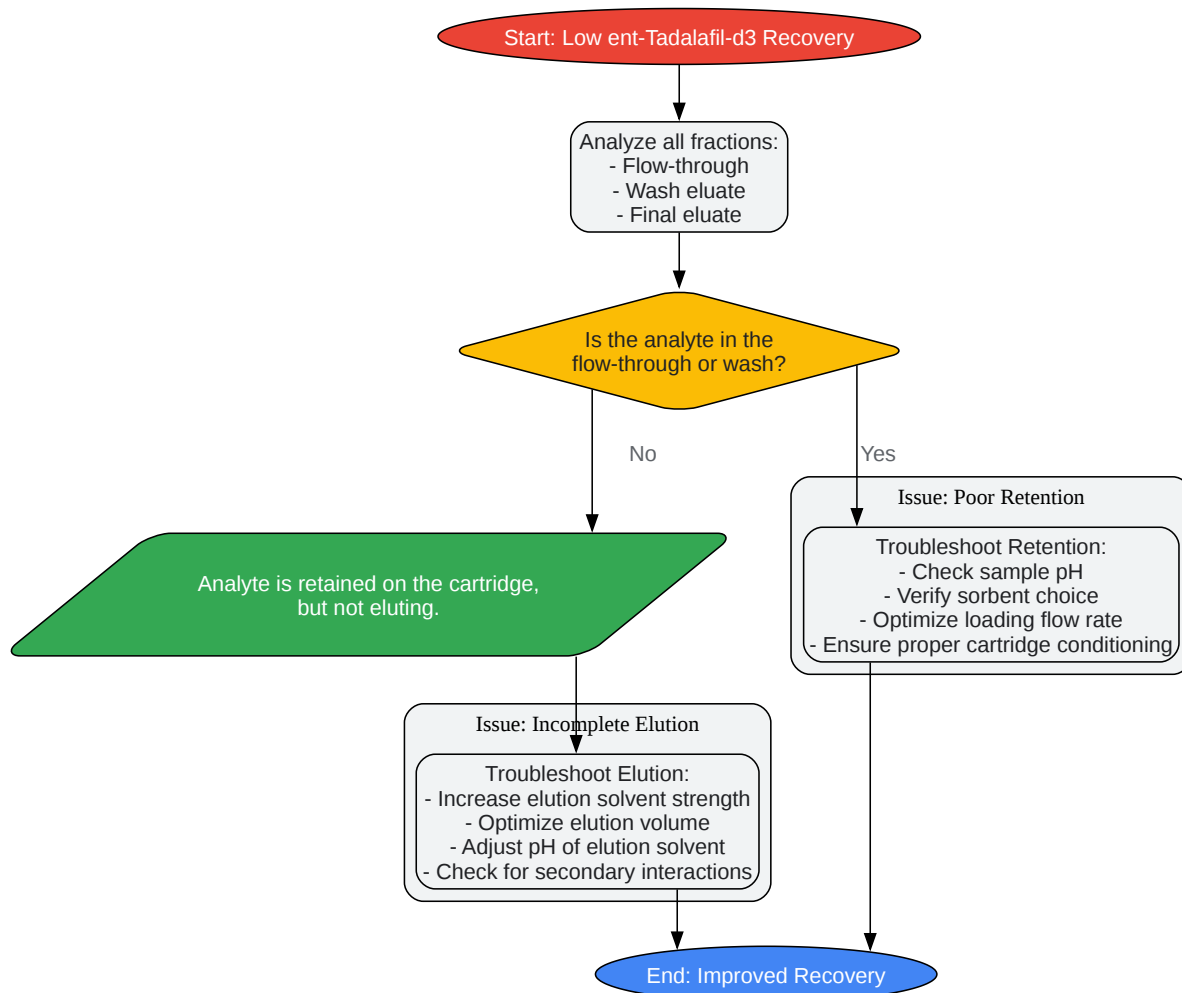 Start: Low ent-Tadalafil-d3 Recovery
Analyze all fractions:
- Flow-through
- Wash eluate
- Final eluate
Is the analyte in the
flow-through or wash?
No
Yes
Analyte is retained on the cartridge,
but not eluting.
Issue: Poor Retention
Troubleshoot Retention:
- Check sample pH
- Verify sorbent choice
- Optimize loading flow rate
- Ensure proper cartridge conditioning
Issue: Incomplete Elution
Troubleshoot Elution:
- Increase elution solvent strength
- Optimize elution volume
- Adjust pH of elution solvent
- Check for secondary interactions
End: Improved Recovery